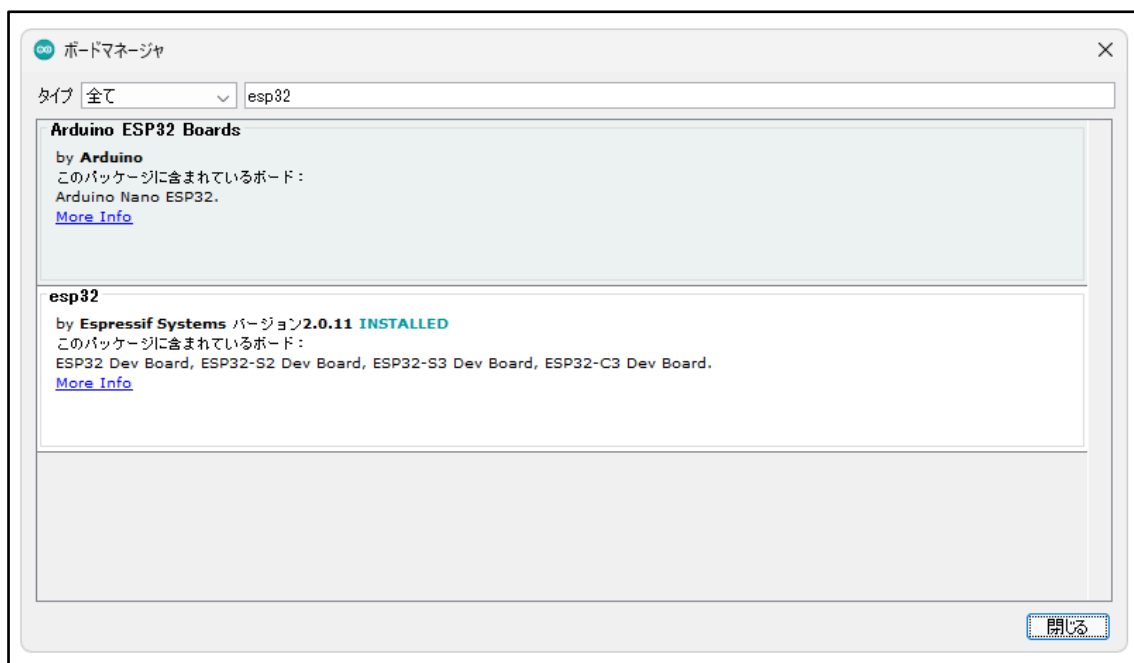 ボードマネージャ
タイプ 全て esp32
Arduino ESP32 Boards
by Arduino
このパッケージに含まれているボード：
Arduino Nano ESP32.
More Info
esp32
by Espressif Systems バージョン2.0.11 INSTALLED
このパッケージに含まれているボード：
ESP32 Dev Board, ESP32-S2 Dev Board, ESP32-S3 Dev Board, ESP32-C3 Dev Board.
More Info
閉じる